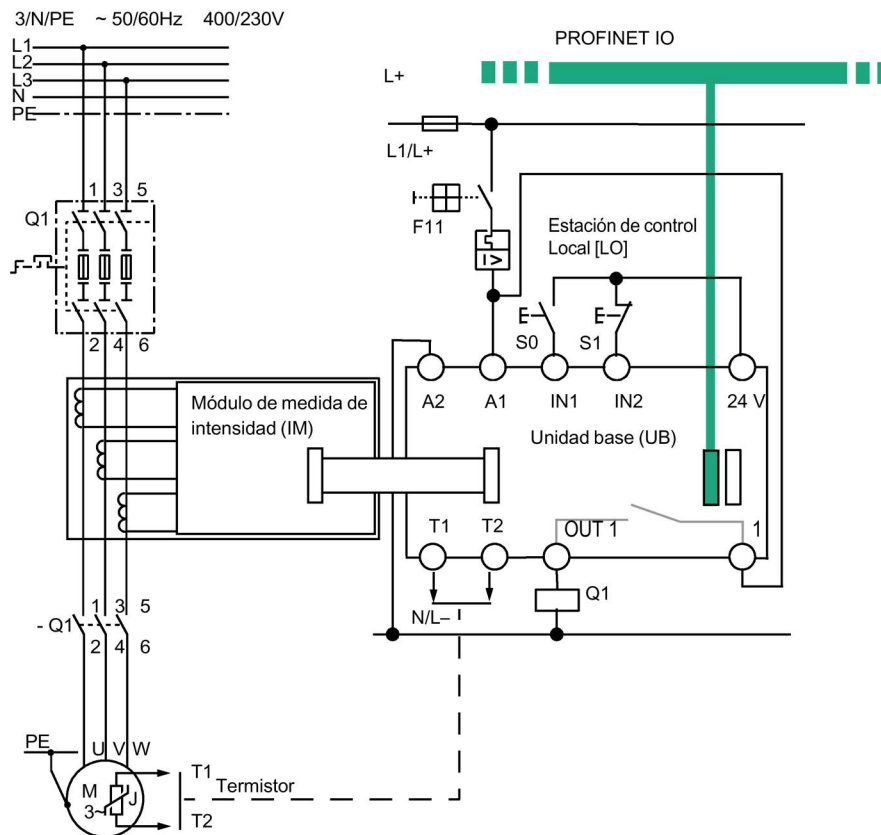 3/N/PE ~ 50/60Hz 400/230V
L1
L2
L3
N
PE
PROFINET IO
L+
L1/L+
F11
I>
Estación de control
Local [LO]
S0 S1
Q1
1 3 5
2 4 6
A2 A1 IN1 IN2 24 V
Módulo de medida de
intensidad (IM)
Unidad base (UB)
T1 T2 OUT 1 1
N/L–
Q1
1 3 5
- Q1
2 4 6
PE
U V W
M
3~
J
T1
T2
Termistor